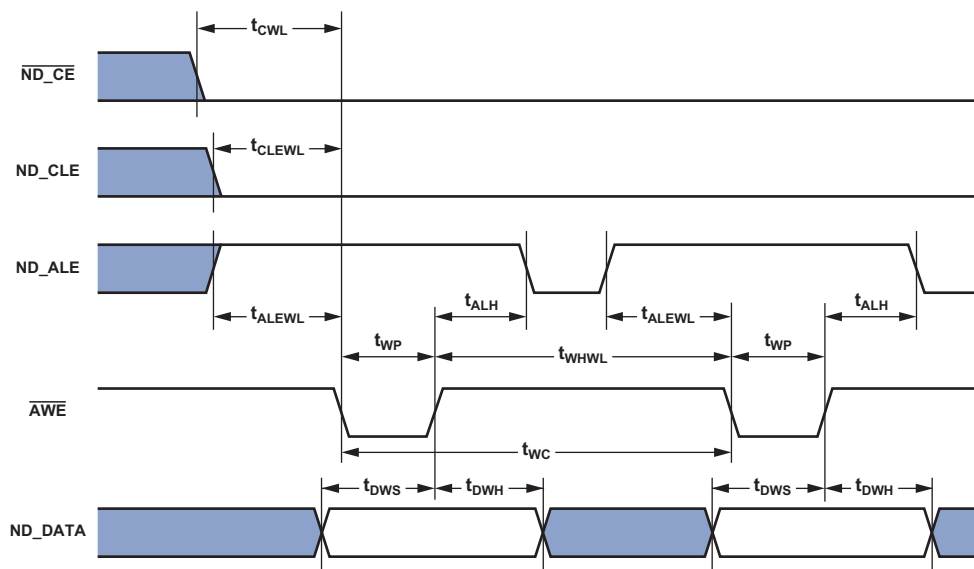 tCWL
ND_CE
tCLEWL
ND_CLE
ND_ALE
tALEWL
tALH
tALEWL
tALH
tWP
tWHWL
tWP
AWE
tWC
tDWS
tDWH
tDWS
tDWH
ND_DATA